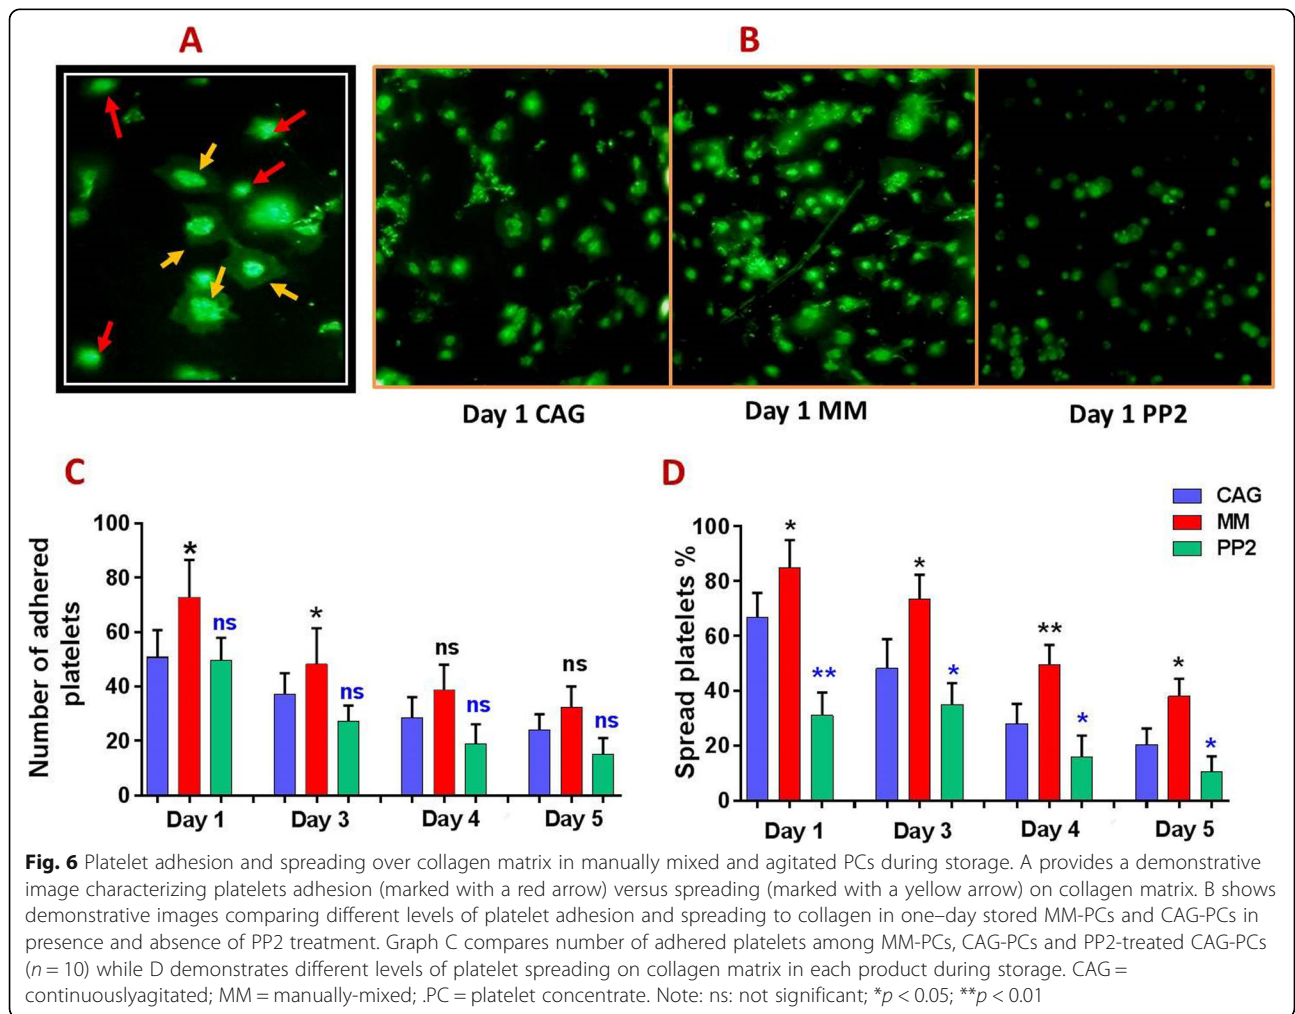 A
B
Day 1 CAG
Day 1 MM
Day 1 PP2
C
Number of adhered
platelets
100
80
60
40
20
0
*
ns
*
ns
ns
ns
ns
ns
Day 1
Day 3
Day 4
Day 5
D
CAG
MM
PP2
Spread platelets %
100
80
60
40
20
0
*
**
*
*
**
*
*
*
Day 1
Day 3
Day 4
Day 5
Fig. 6 Platelet adhesion and spreading over collagen matrix in manually mixed and agitated PCs during storage. A provides a demonstrative
image characterizing platelets adhesion (marked with a red arrow) versus spreading (marked with a yellow arrow) on collagen matrix. B shows
demonstrative images comparing different levels of platelet adhesion and spreading to collagen in one–day stored MM-PCs and CAG-PCs in
presence and absence of PP2 treatment. Graph C compares number of adhered platelets among MM-PCs, CAG-PCs and PP2-treated CAG-PCs
(n = 10) while D demonstrates different levels of platelet spreading on collagen matrix in each product during storage. CAG =
continuouslyagitated; MM = manually-mixed; .PC = platelet concentrate. Note: ns: not significant; *p < 0.05; **p < 0.01